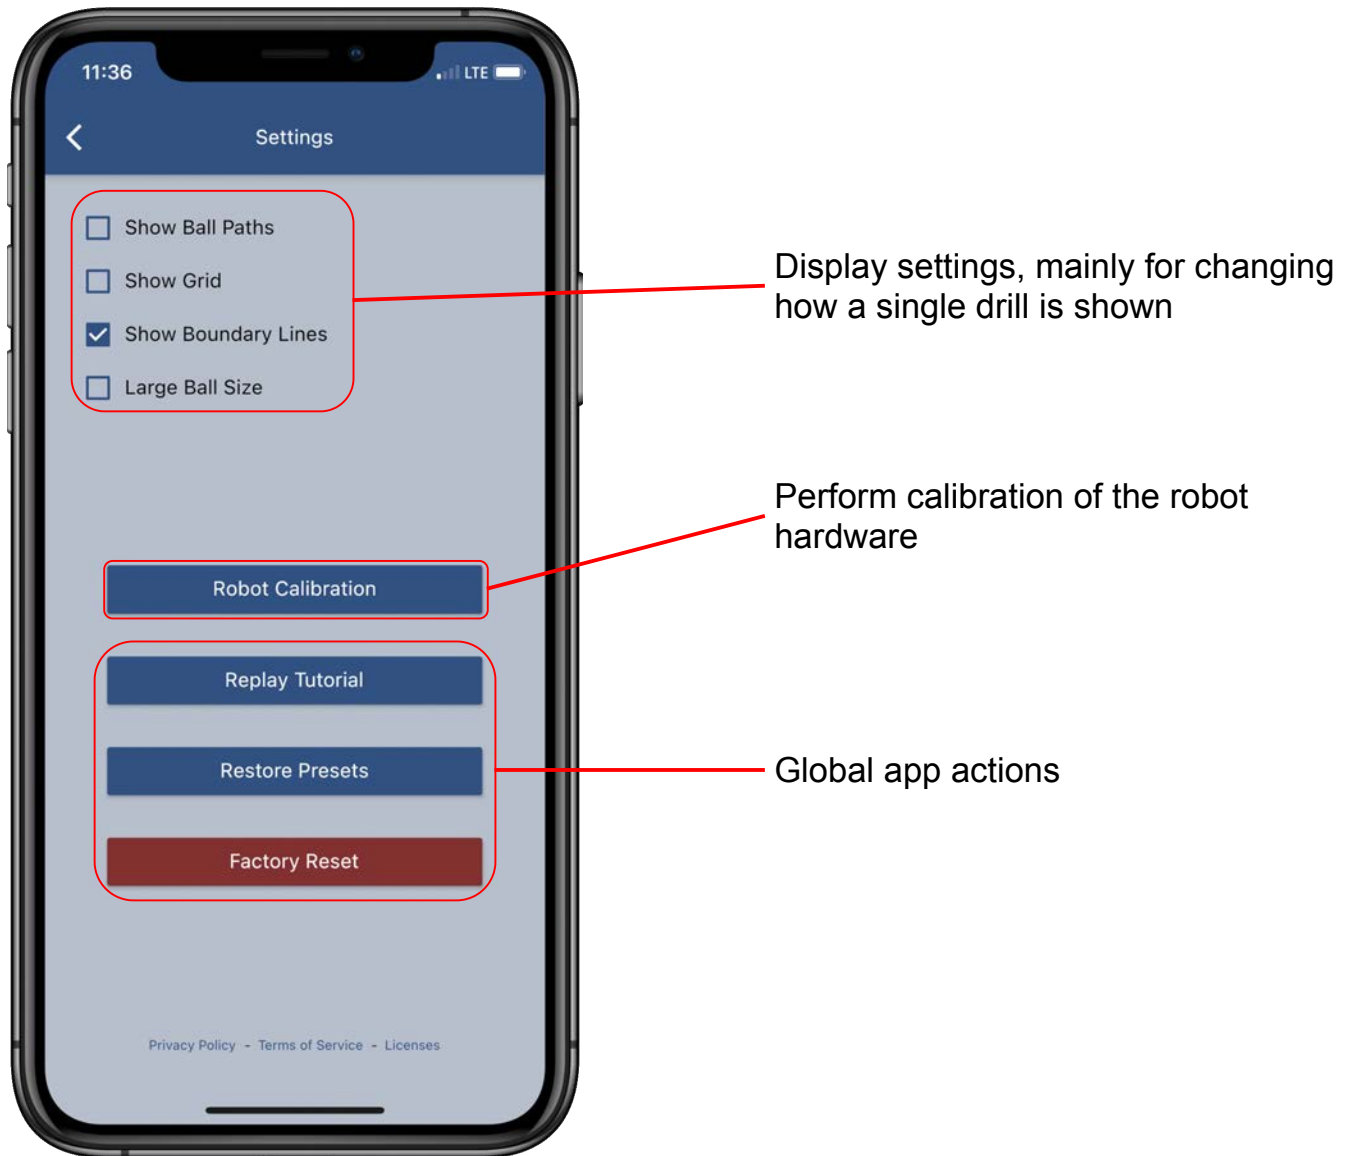 11:36
LTE
Settings
Show Ball Paths
Show Grid
Show Boundary Lines
Large Ball Size
Display settings, mainly for changing
how a single drill is shown
Perform calibration of the robot
hardware
Robot Calibration
Replay Tutorial
Restore Presets
Global app actions
Factory Reset
Privacy Policy - Terms of Service - Licenses